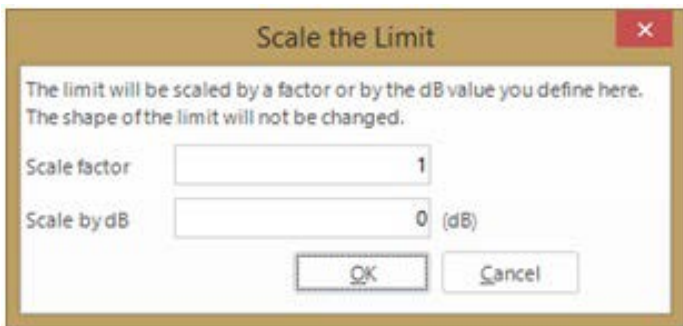 Scale the Limit
The limit will be scaled by a factor or by the dB value you define here.
The shape of the limit will not be changed.
Scale factor 1
Scale by dB 0 (dB)
OK Cancel